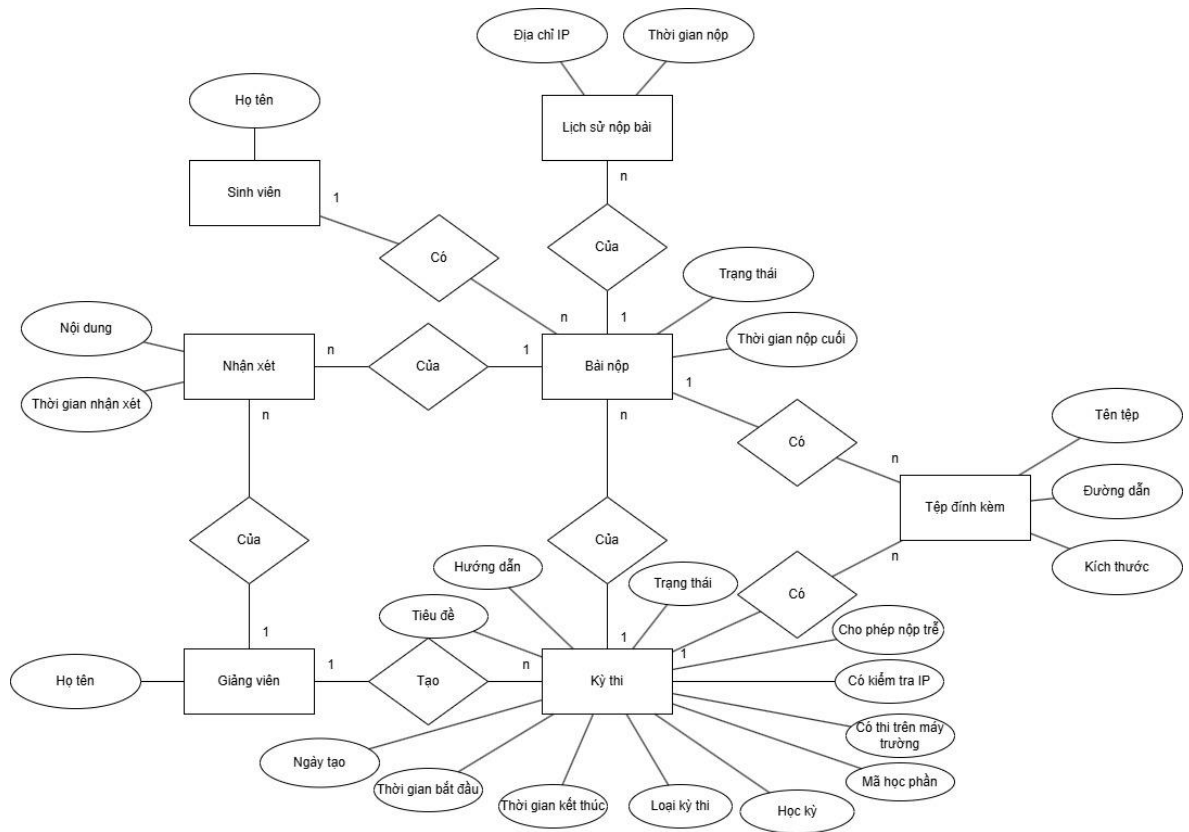 Địa chỉ IP
Thời gian nộp
Họ tên
Lịch sử nộp bài
Sinh viên
n
1
Của
Có
Trạng thái
Nội dung
n
1
Thời gian nộp cuối
Nhận xét
n
Của
1
Bài nộp
Thời gian nhận xét
1
n
n
Tên tệp
Có
n
Đường dẫn
Tệp đính kèm
Của
Của
Hướng dẫn
n
Kích thước
Trạng thái
Có
Tiêu đề
Cho phép nộp trễ
1
1
1
Họ tên
Giảng viên
1
Tạo
n
Kỳ thi
Có kiểm tra IP
Có thi trên máy
trường
Ngày tạo
Mã học phần
Thời gian bắt đầu
Thời gian kết thúc
Loại kỳ thi
Học kỳ